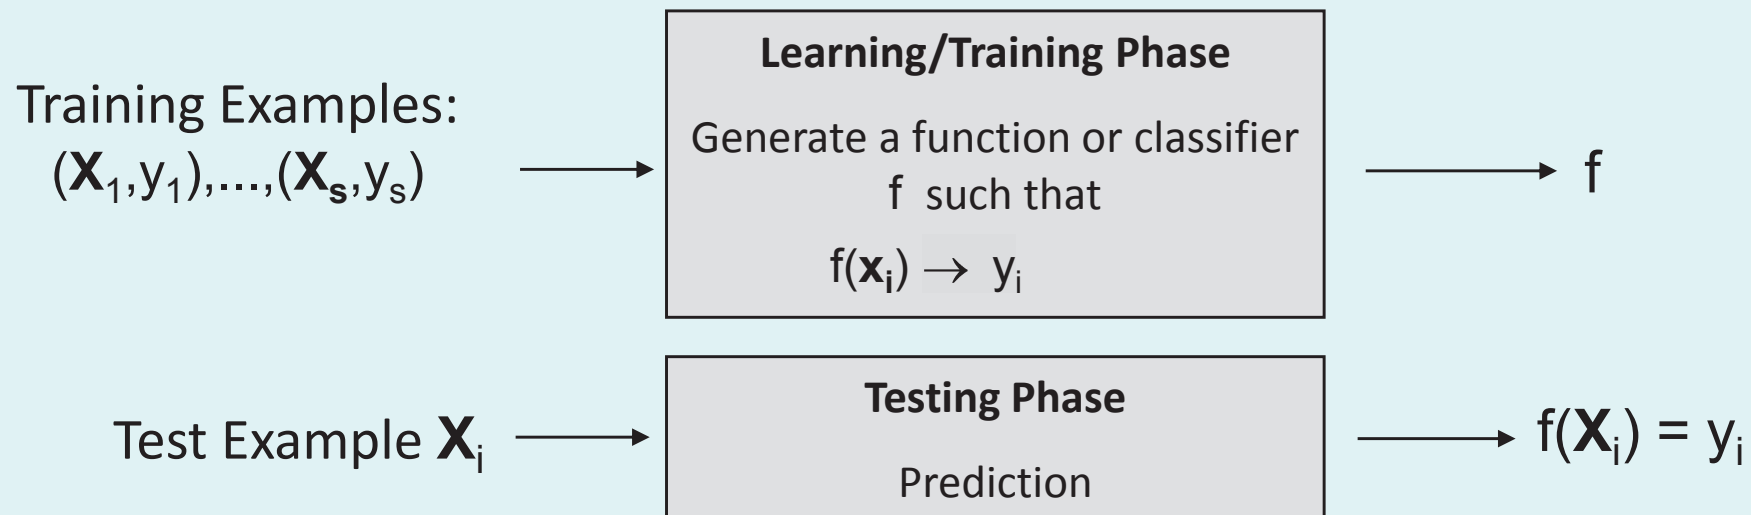 Training Examples:
(X₁,y₁),...,(Xₛ,yₛ)
Learning/Training Phase
Generate a function or classifier
f such that
f(xᵢ) → yᵢ
f
Test Example Xᵢ
Testing Phase
Prediction
f(Xᵢ) = yᵢ